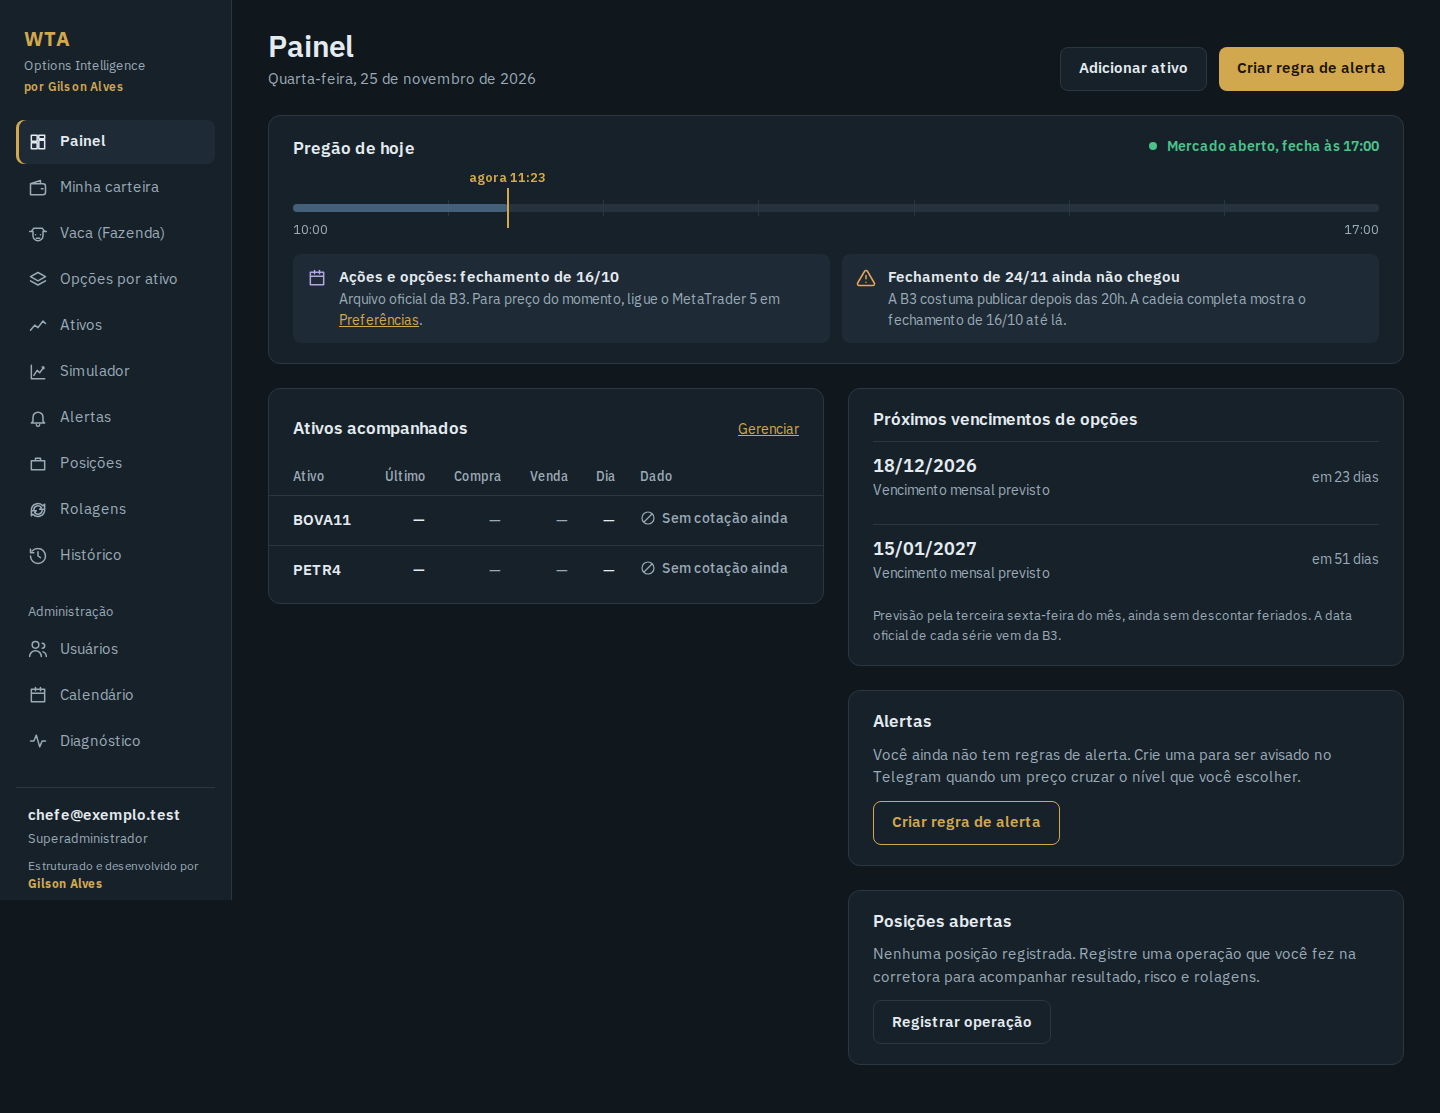 WTA
Options Intelligence
por Gilson Alves
Painel
Minha carteira
Vaca (Fazenda)
Opções por ativo
Ativos
Simulador
Alertas
Posições
Rolagens
Histórico
Administração
Usuários
Calendário
Diagnóstico
chefe@exemplo.test
Superadministrador
Estruturado e desenvolvido por
Gilson Alves
Painel
Quarta-feira, 25 de novembro de 2026
Adicionar ativo
Criar regra de alerta
Pregão de hoje
Mercado aberto, fecha às 17:00
agora 11:23
10:00
17:00
Ações e opções: fechamento de 16/10
Arquivo oficial da B3. Para preço do momento, ligue o MetaTrader 5 em
Preferências.
Fechamento de 24/11 ainda não chegou
A B3 costuma publicar depois das 20h. A cadeia completa mostra o
fechamento de 16/10 até lá.
Ativos acompanhados
Gerenciar
Ativo Último Compra Venda Dia Dado
BOVA11 — — — — Sem cotação ainda
PETR4 — — — — Sem cotação ainda
Próximos vencimentos de opções
18/12/2026
Vencimento mensal previsto
em 23 dias
15/01/2027
Vencimento mensal previsto
em 51 dias
Previsão pela terceira sexta-feira do mês, ainda sem descontar feriados. A data
oficial de cada série vem da B3.
Alertas
Você ainda não tem regras de alerta. Crie uma para ser avisado no
Telegram quando um preço cruzar o nível que você escolher.
Criar regra de alerta
Posições abertas
Nenhuma posição registrada. Registre uma operação que você fez na
corretora para acompanhar resultado, risco e rolagens.
Registrar operação